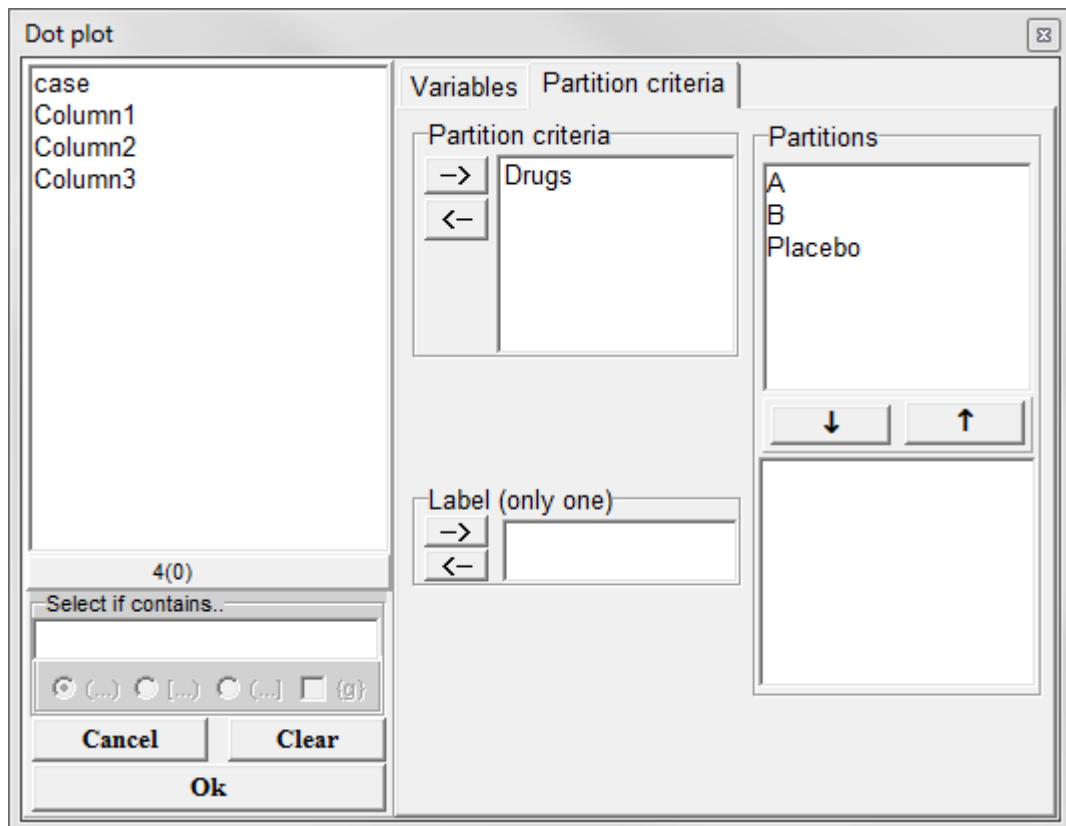 Dot plot
case
Column1
Column2
Column3
4(0)
Select if contains..
(...) [...) (...] {g}
Cancel Clear
Ok
Variables Partition criteria
Partition criteria
–>
<–
Drugs
Label (only one)
–>
<–
Partitions
A
B
Placebo
↓ ↑